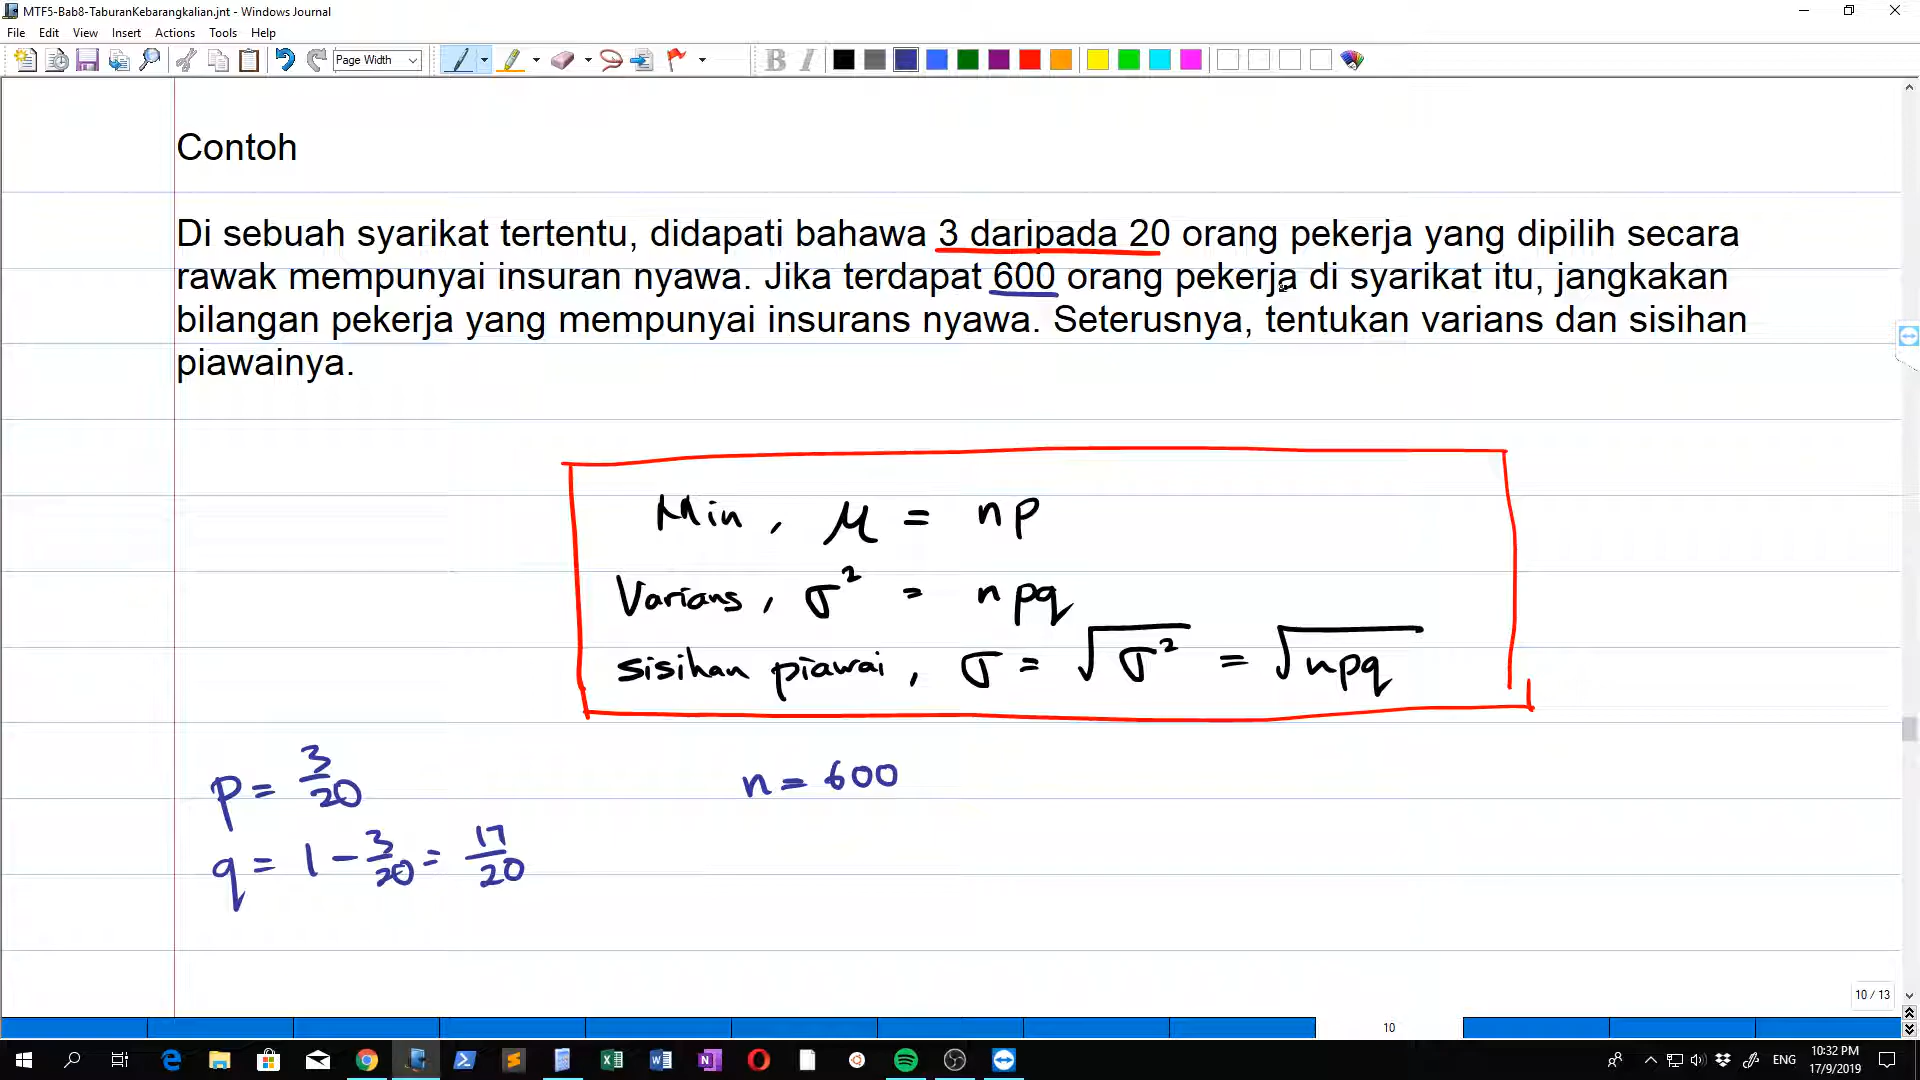 MTF5-Bab8-TaburanKebarangkalian.jnt - Windows Journal
File Edit View Insert Actions Tools Help
Page Width B I
Contoh
Di sebuah syarikat tertentu, didapati bahawa 3 daripada 20 orang pekerja yang dipilih secara
rawak mempunyai insuran nyawa. Jika terdapat 600 orang pekerja di syarikat itu, jangkakan
bilangan pekerja yang mempunyai insurans nyawa. Seterusnya, tentukan varians dan sisihan
piawainya.
Min, μ = np
Varians, σ² = npq
sisihan piawai, σ = √σ² = √npq
p = 3/20
n = 600
q = 1 - 3/20 = 17/20
10 / 13
10
ENG
10:32 PM
17/9/2019